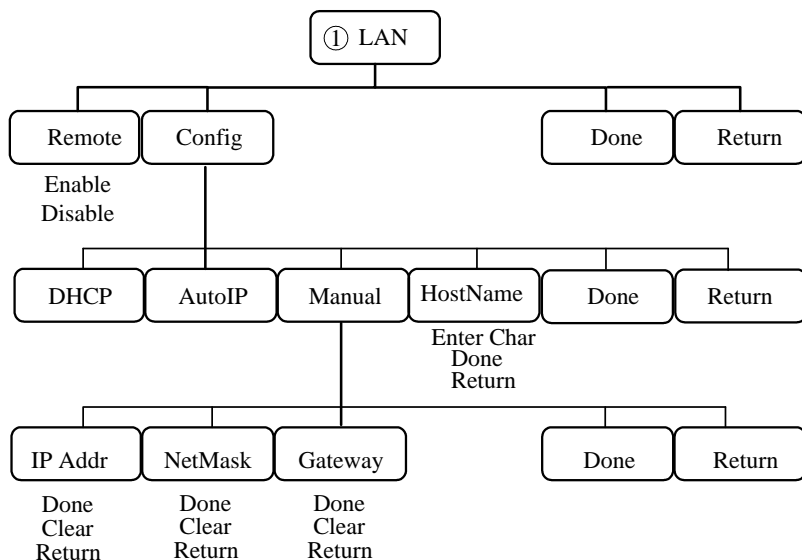 ① LAN
Remote
Config
Done
Return
Enable
Disable
DHCP
AutoIP
Manual
HostName
Done
Return
Enter Char
Done
Return
IP Addr
NetMask
Gateway
Done
Return
Done
Clear
Return
Done
Clear
Return
Done
Clear
Return